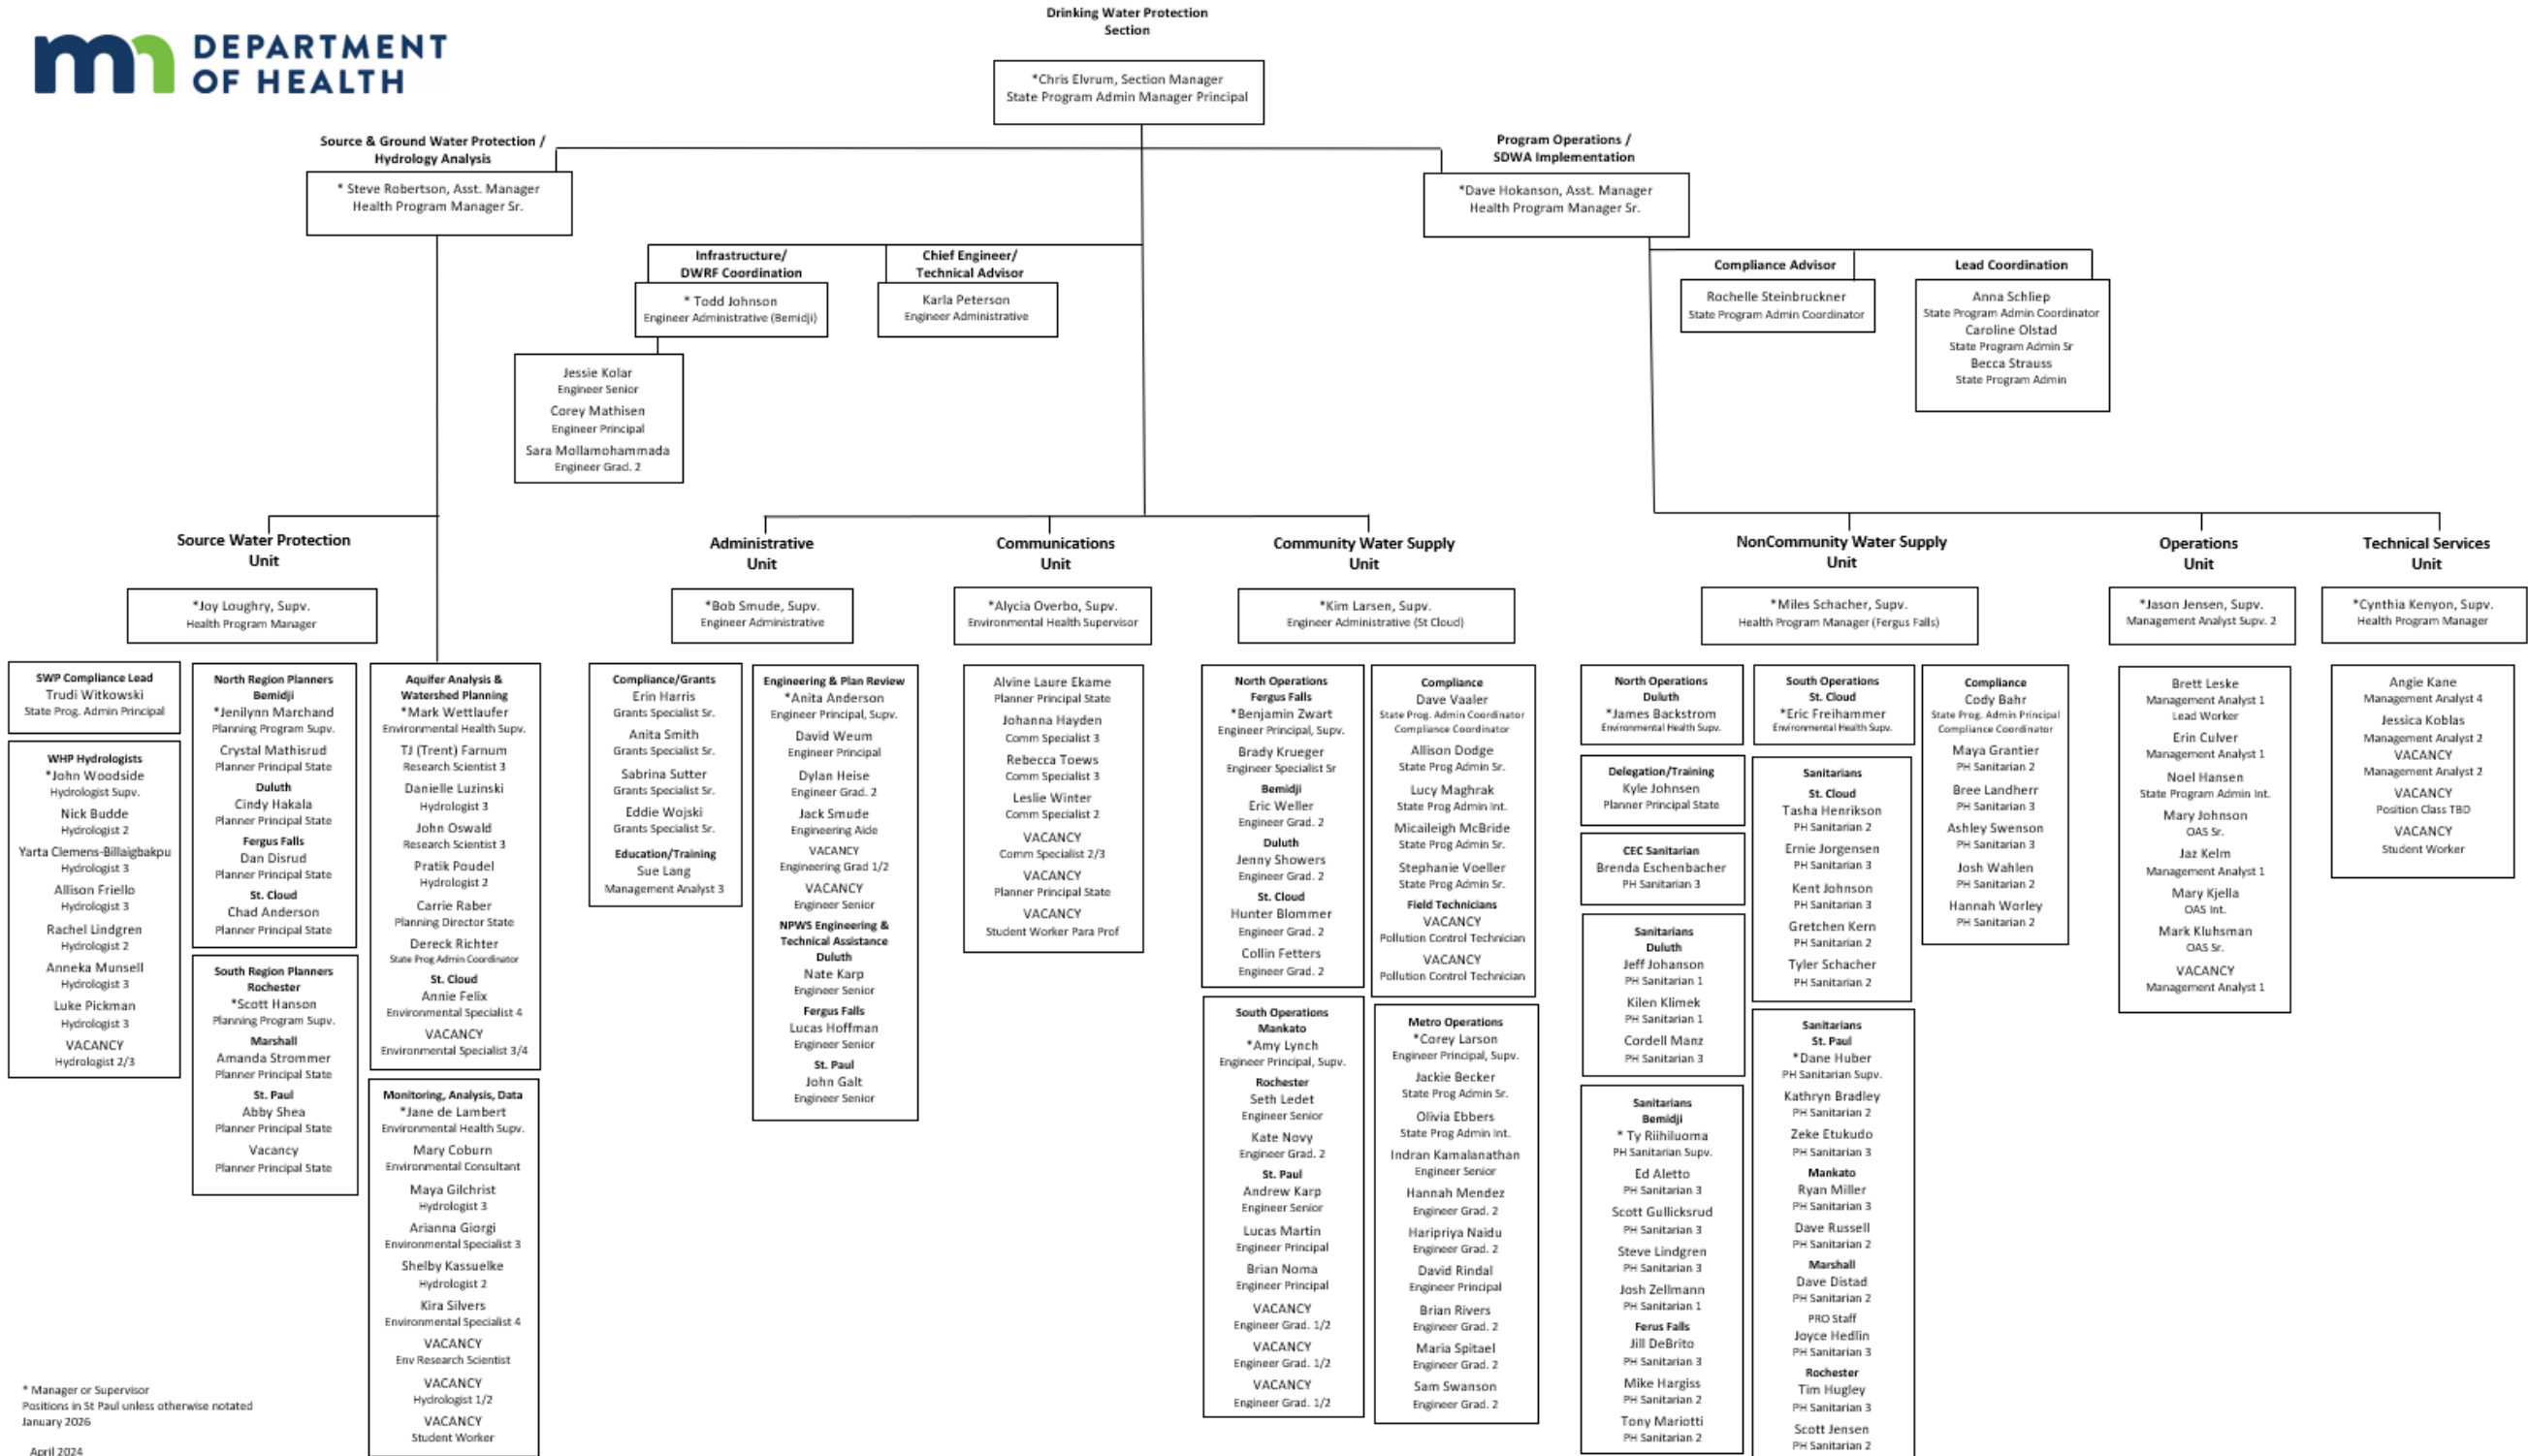 DEPARTMENT
OF HEALTH
Drinking Water Protection
Section
*Chris Elvrum, Section Manager
State Program Admin Manager Principal
Source & Ground Water Protection /
Hydrology Analysis
* Steve Robertson, Asst. Manager
Health Program Manager Sr.
Program Operations /
SDWA Implementation
*Dave Hokanson, Asst. Manager
Health Program Manager Sr.
Infrastructure/
DWRF Coordination
* Todd Johnson
Engineer Administrative (Bemidji)
Chief Engineer/
Technical Advisor
Karla Peterson
Engineer Administrative
Compliance Advisor
Rochelle Steinbruckner
State Program Admin Coordinator
Lead Coordination
Anna Schliep
State Program Admin Coordinator
Caroline Olstad
State Program Admin Sr
Becca Strauss
State Program Admin
Jessie Kolar
Engineer Senior
Corey Mathisen
Engineer Principal
Sara Mollamohammada
Engineer Grad. 2
Source Water Protection
Unit
*Joy Loughry, Supv.
Health Program Manager
SWP Compliance Lead
Trudi Witkowski
State Prog. Admin Principal
WHP Hydrologists
*John Woodside
Hydrologist Supv.
Nick Budde
Hydrologist 2
Yarta Clemens-Billaigbakpu
Hydrologist 3
Allison Friello
Hydrologist 3
Rachel Lindgren
Hydrologist 2
Anneka Munsell
Hydrologist 3
Luke Pickman
Hydrologist 3
VACANCY
Hydrologist 2/3
North Region Planners
Bemidji
*Jenilynn Marchand
Planning Program Supv.
Crystal Mathisrud
Planner Principal State
Duluth
Cindy Hakala
Planner Principal State
Fergus Falls
Dan Disrud
Planner Principal State
St. Cloud
Chad Anderson
Planner Principal State
South Region Planners
Rochester
*Scott Hanson
Planning Program Supv.
Marshall
Amanda Strommer
Planner Principal State
St. Paul
Abby Shea
Planner Principal State
Vacancy
Planner Principal State
Aquifer Analysis &
Watershed Planning
*Mark Wettlaufer
Environmental Health Supv.
TJ (Trent) Farnum
Research Scientist 3
Danielle Luzinski
Hydrologist 3
John Oswald
Research Scientist 3
Pratik Poudel
Hydrologist 2
Carrie Raber
Planning Director State
Dereck Richter
State Prog Admin Coordinator
St. Cloud
Annie Felix
Environmental Specialist 4
VACANCY
Environmental Specialist 3/4
Monitoring, Analysis, Data
*Jane de Lambert
Environmental Health Supv.
Mary Coburn
Environmental Consultant
Maya Gilchrist
Hydrologist 3
Arianna Giorgi
Environmental Specialist 3
Shelby Kassuelke
Hydrologist 2
Kira Silvers
Environmental Specialist 4
VACANCY
Env Research Scientist
VACANCY
Hydrologist 1/2
VACANCY
Student Worker
Administrative
Unit
*Bob Smude, Supv.
Engineer Administrative
Compliance/Grants
Erin Harris
Grants Specialist Sr.
Anita Smith
Grants Specialist Sr.
Sabrina Sutter
Grants Specialist Sr.
Eddie Wojski
Grants Specialist Sr.
Education/Training
Sue Lang
Management Analyst 3
Engineering & Plan Review
*Anita Anderson
Engineer Principal, Supv.
David Weum
Engineer Principal
Dylan Heise
Engineer Grad. 2
Jack Smude
Engineering Aide
VACANCY
Engineering Grad 1/2
VACANCY
Engineer Senior
NPWS Engineering &
Technical Assistance
Duluth
Nate Karp
Engineer Senior
Fergus Falls
Lucas Hoffman
Engineer Senior
St. Paul
John Galt
Engineer Senior
Communications
Unit
*Alycia Overbo, Supv.
Environmental Health Supervisor
Alvine Laure Ekame
Planner Principal State
Johanna Hayden
Comm Specialist 3
Rebecca Toews
Comm Specialist 3
Leslie Winter
Comm Specialist 2
VACANCY
Comm Specialist 2/3
VACANCY
Planner Principal State
VACANCY
Student Worker Para Prof
Community Water Supply
Unit
*Kim Larsen, Supv.
Engineer Administrative (St Cloud)
North Operations
Fergus Falls
*Benjamin Zwart
Engineer Principal, Supv.
Brady Krueger
Engineer Specialist Sr
Bemidji
Eric Weller
Engineer Grad. 2
Duluth
Jenny Showers
Engineer Grad. 2
St. Cloud
Hunter Blommer
Engineer Grad. 2
Collin Fetters
Engineer Grad. 2
South Operations
Mankato
*Amy Lynch
Engineer Principal, Supv.
Rochester
Seth Ledet
Engineer Senior
Kate Novy
Engineer Grad. 2
St. Paul
Andrew Karp
Engineer Senior
Lucas Martin
Engineer Principal
Brian Noma
Engineer Principal
VACANCY
Engineer Grad. 1/2
VACANCY
Engineer Grad. 1/2
VACANCY
Engineer Grad. 1/2
Compliance
Dave Vaaler
State Prog. Admin Coordinator
Compliance Coordinator
Allison Dodge
State Prog Admin Sr.
Lucy Maghrak
State Prog Admin Int.
Micaileigh McBride
State Prog Admin Sr.
Stephanie Voeller
State Prog Admin Sr.
Field Technicians
VACANCY
Pollution Control Technician
VACANCY
Pollution Control Technician
Metro Operations
*Corey Larson
Engineer Principal, Supv.
Jackie Becker
State Prog Admin Sr.
Olivia Ebbers
State Prog Admin Int.
Indran Kamalanathan
Engineer Senior
Hannah Mendez
Engineer Grad. 2
Haripriya Naidu
Engineer Grad. 2
David Rindal
Engineer Principal
Brian Rivers
Engineer Grad. 2
Maria Spitael
Engineer Grad. 2
Sam Swanson
Engineer Grad. 2
NonCommunity Water Supply
Unit
*Miles Schacher, Supv.
Health Program Manager (Fergus Falls)
North Operations
Duluth
*James Backstrom
Environmental Health Supv.
Delegation/Training
Kyle Johnsen
Planner Principal State
CEC Sanitarian
Brenda Eschenbacher
PH Sanitarian 3
Sanitarians
Duluth
Jeff Johanson
PH Sanitarian 1
Kilen Klimek
PH Sanitarian 1
Cordell Manz
PH Sanitarian 3
Sanitarians
Bemidji
* Ty Riihiluoma
PH Sanitarian Supv.
Ed Aletto
PH Sanitarian 3
Scott Gullicksrud
PH Sanitarian 3
Steve Lindgren
PH Sanitarian 3
Josh Zellmann
PH Sanitarian 1
Ferus Falls
Jill DeBrito
PH Sanitarian 3
Mike Hargiss
PH Sanitarian 2
Tony Mariotti
PH Sanitarian 2
South Operations
St. Cloud
*Eric Freihammer
Environmental Health Supv.
Sanitarians
St. Cloud
Tasha Henrikson
PH Sanitarian 2
Ernie Jorgensen
PH Sanitarian 3
Kent Johnson
PH Sanitarian 3
Gretchen Kern
PH Sanitarian 2
Tyler Schacher
PH Sanitarian 2
Sanitarians
St. Paul
*Dane Huber
PH Sanitarian Supv.
Kathryn Bradley
PH Sanitarian 2
Zeke Etukudo
PH Sanitarian 3
Mankato
Ryan Miller
PH Sanitarian 3
Dave Russell
PH Sanitarian 2
Marshall
Dave Distad
PH Sanitarian 2
PRO Staff
Joyce Hedlin
PH Sanitarian 3
Rochester
Tim Hugley
PH Sanitarian 3
Scott Jensen
PH Sanitarian 2
Compliance
Cody Bahr
State Prog. Admin Principal
Compliance Coordinator
Maya Grantier
PH Sanitarian 2
Bree Landherr
PH Sanitarian 3
Ashley Swenson
PH Sanitarian 3
Josh Wahlen
PH Sanitarian 2
Hannah Worley
PH Sanitarian 2
Operations
Unit
*Jason Jensen, Supv.
Management Analyst Supv. 2
Brett Leske
Management Analyst 1
Lead Worker
Erin Culver
Management Analyst 1
Noel Hansen
State Program Admin Int.
Mary Johnson
OAS Sr.
Jaz Kelm
Management Analyst 1
Mary Kjella
OAS Int.
Mark Kluhsman
OAS Sr.
VACANCY
Management Analyst 1
Technical Services
Unit
*Cynthia Kenyon, Supv.
Health Program Manager
Angie Kane
Management Analyst 4
Jessica Koblas
Management Analyst 2
VACANCY
Management Analyst 2
VACANCY
Position Class TBD
VACANCY
Student Worker
* Manager or Supervisor
Positions in St Paul unless otherwise notated
January 2026
April 2024